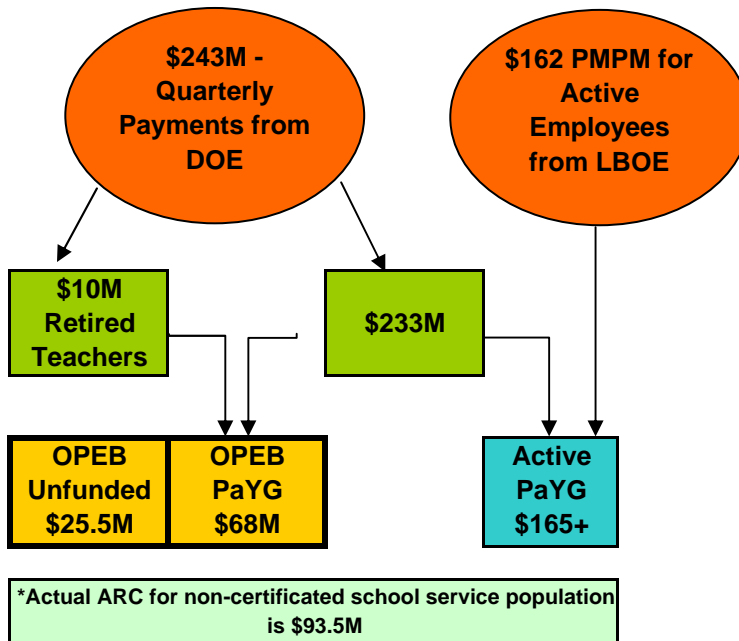 $243M -
Quarterly
Payments from
DOE
$162 PMPM for
Active
Employees
from LBOE
$10M
Retired
Teachers
$233M
OPEB
Unfunded
$25.5M
OPEB
PaYG
$68M
Active
PaYG
$165+
*Actual ARC for non-certificated school service population
is $93.5M